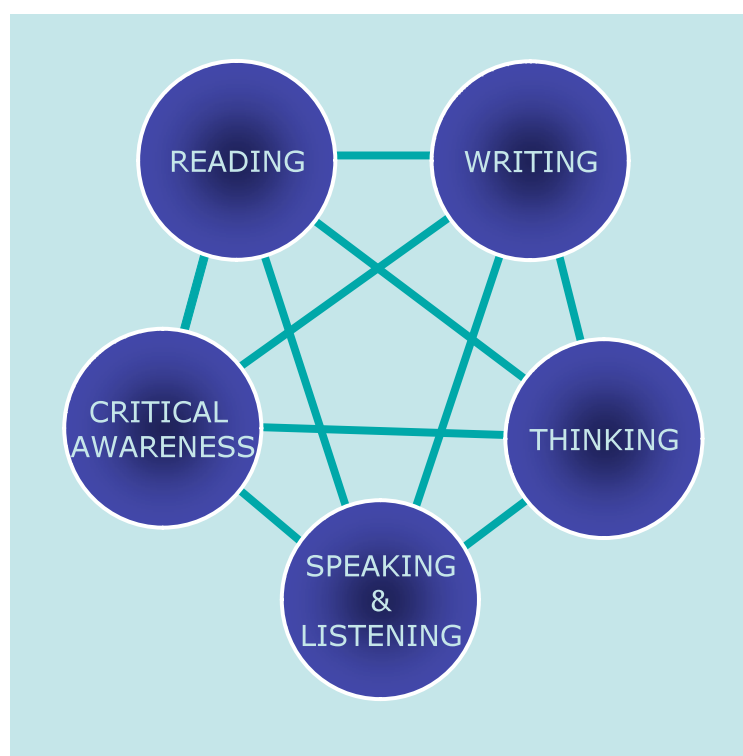 READING
WRITING
CRITICAL
AWARENESS
THINKING
SPEAKING
&
LISTENING